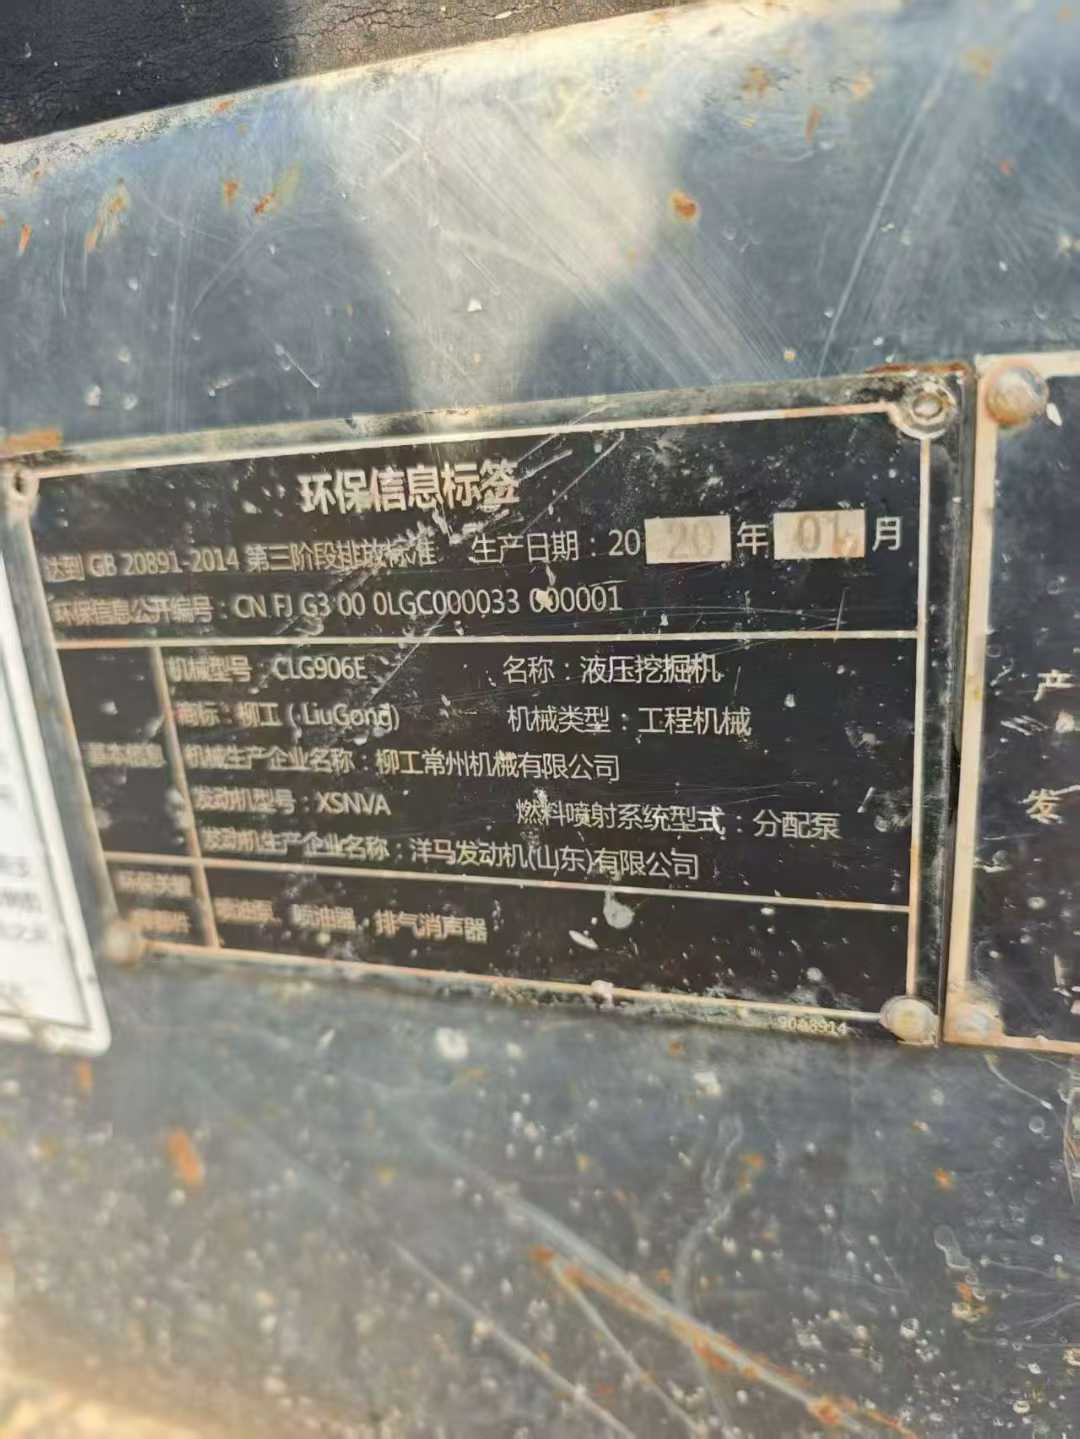 环保信息标签
达到 GB 20891-2014 第三阶段排放标准 生产日期：2020年01月
环保信息公开编号：CN FJ G3 00 0LGC000033 000001
基本信息
机械型号：CLG906E 名称：液压挖掘机
商标：柳工（LiuGong） 机械类型：工程机械
机械生产企业名称：柳工常州机械有限公司
发动机型号：XSNVA 燃料喷射系统型式：分配泵
发动机生产企业名称：洋马发动机(山东)有限公司
环保关键
零部件
喷油泵、喷油器、排气消声器
产
发